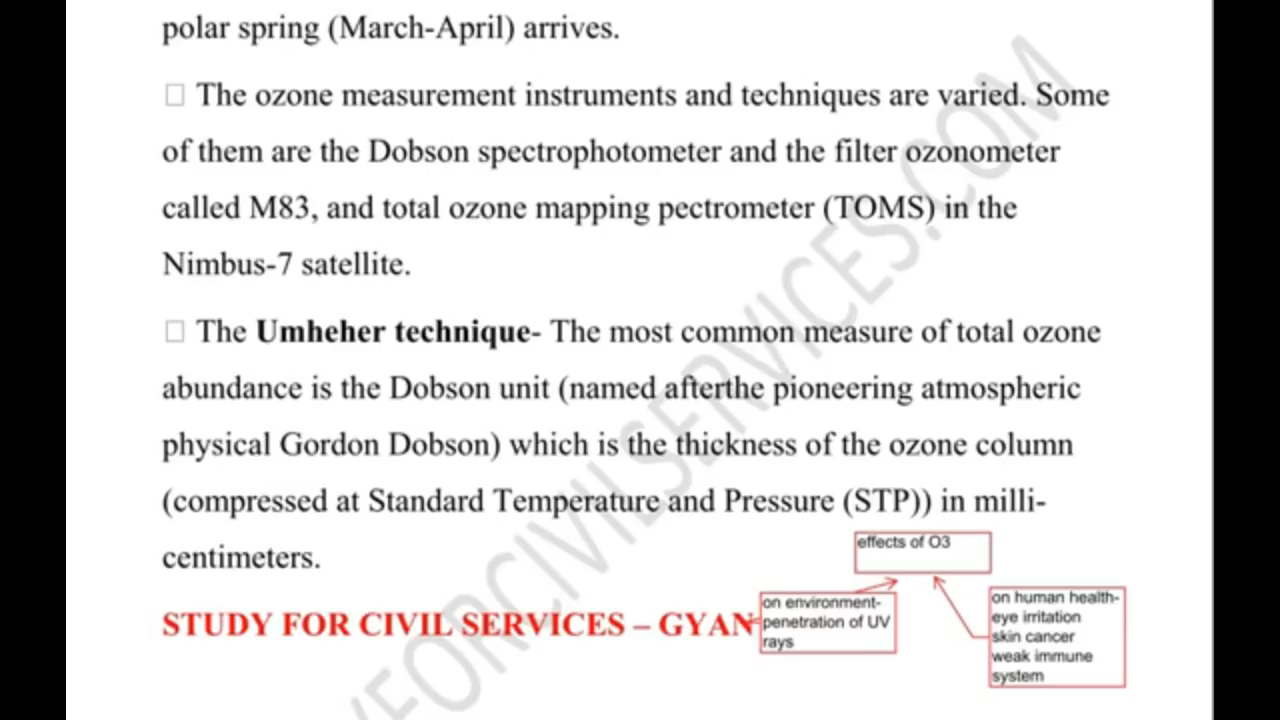 polar spring (March-April) arrives.
The ozone measurement instruments and techniques are varied. Some
of them are the Dobson spectrophotometer and the filter ozonometer
called M83, and total ozone mapping pectrometer (TOMS) in the
Nimbus-7 satellite.
The Umheher technique- The most common measure of total ozone
abundance is the Dobson unit (named afterthe pioneering atmospheric
physical Gordon Dobson) which is the thickness of the ozone column
(compressed at Standard Temperature and Pressure (STP)) in milli-
centimeters.
STUDY FOR CIVIL SERVICES – GYAN
effects of O3
on environment-
penetration of UV
rays
on human health-
eye irritation
skin cancer
weak immune
system
YFORCIVILSERVICES.COM